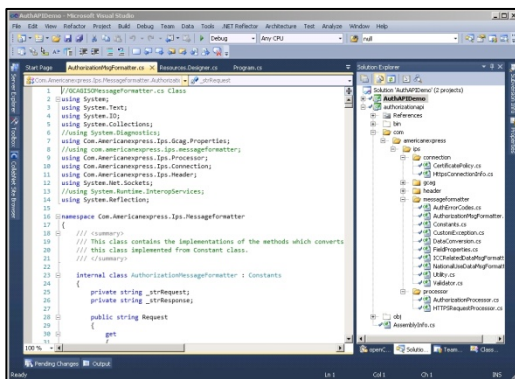 AuthAPIDemo - Microsoft Visual Studio
File Edit View Refactor Project Build Debug Team Data Tools .NET Reflector Architecture Test Analyze Window Help
Debug Any CPU null
Server Explorer
Toolbox
Start Page AuthorizationMsgFormatter.cs Resources.Designer.cs Program.cs
_strRequest
1 //GCAGISOMessageFormatter.cs Class
2 using System;
3 using System.Text;
4 using System.IO;
5 using System.Collections;
6 //using System.Diagnostics;
7 using Com.Americanexpress.Ips.Gcag.Properties;
8 //using com.americanexpress.ips.messageformatter;
9 using Com.Americanexpress.Ips.Processor;
10 using Com.Americanexpress.Ips.Connection;
11 using Com.Americanexpress.Ips.Header;
12 using System.Net.Sockets;
13 //using System.Runtime.InteropServices;
14 using System.Reflection;
15
16 namespace Com.Americanexpress.Ips.Messageformatter
17 {
18 /// <summary>
19 /// This class contains the implementations of the methods which converts
20 /// this class implemented from Constant class.
21 /// </summary>
22
23 internal class AuthorizationMessageFormatter : Constants
24 {
25 private string _strRequest;
26 private string _strResponse;
27
28 public string Request
29 {
30 get
31 {
100 %
Solution Explorer
Solution 'AuthAPIDemo'
AuthAPIDemo
authorizationapi
References
bin
com
americanexpress
ips
connection
CertificatePolicy.cs
HttpsConnectionInfo.cs
gcag
header
messageformatter
AuthErrorCodes.cs
AuthorizationMsgFormatter.
Constants.cs
CustomException.cs
DataConversion.cs
FieldProperties.cs
ICCRelatedDataMsgFormatt
NationalUseDataMsgFormatt
Utility.cs
Validator.cs
processor
AuthorizationProcessor.cs
HTTPSRequestProcessor.cs
obj
AssemblyInfo.cs
openC... Solutio... Team... Class...
Pending Changes Output
Ready Ln 1 Col 1 Ch 1 INS